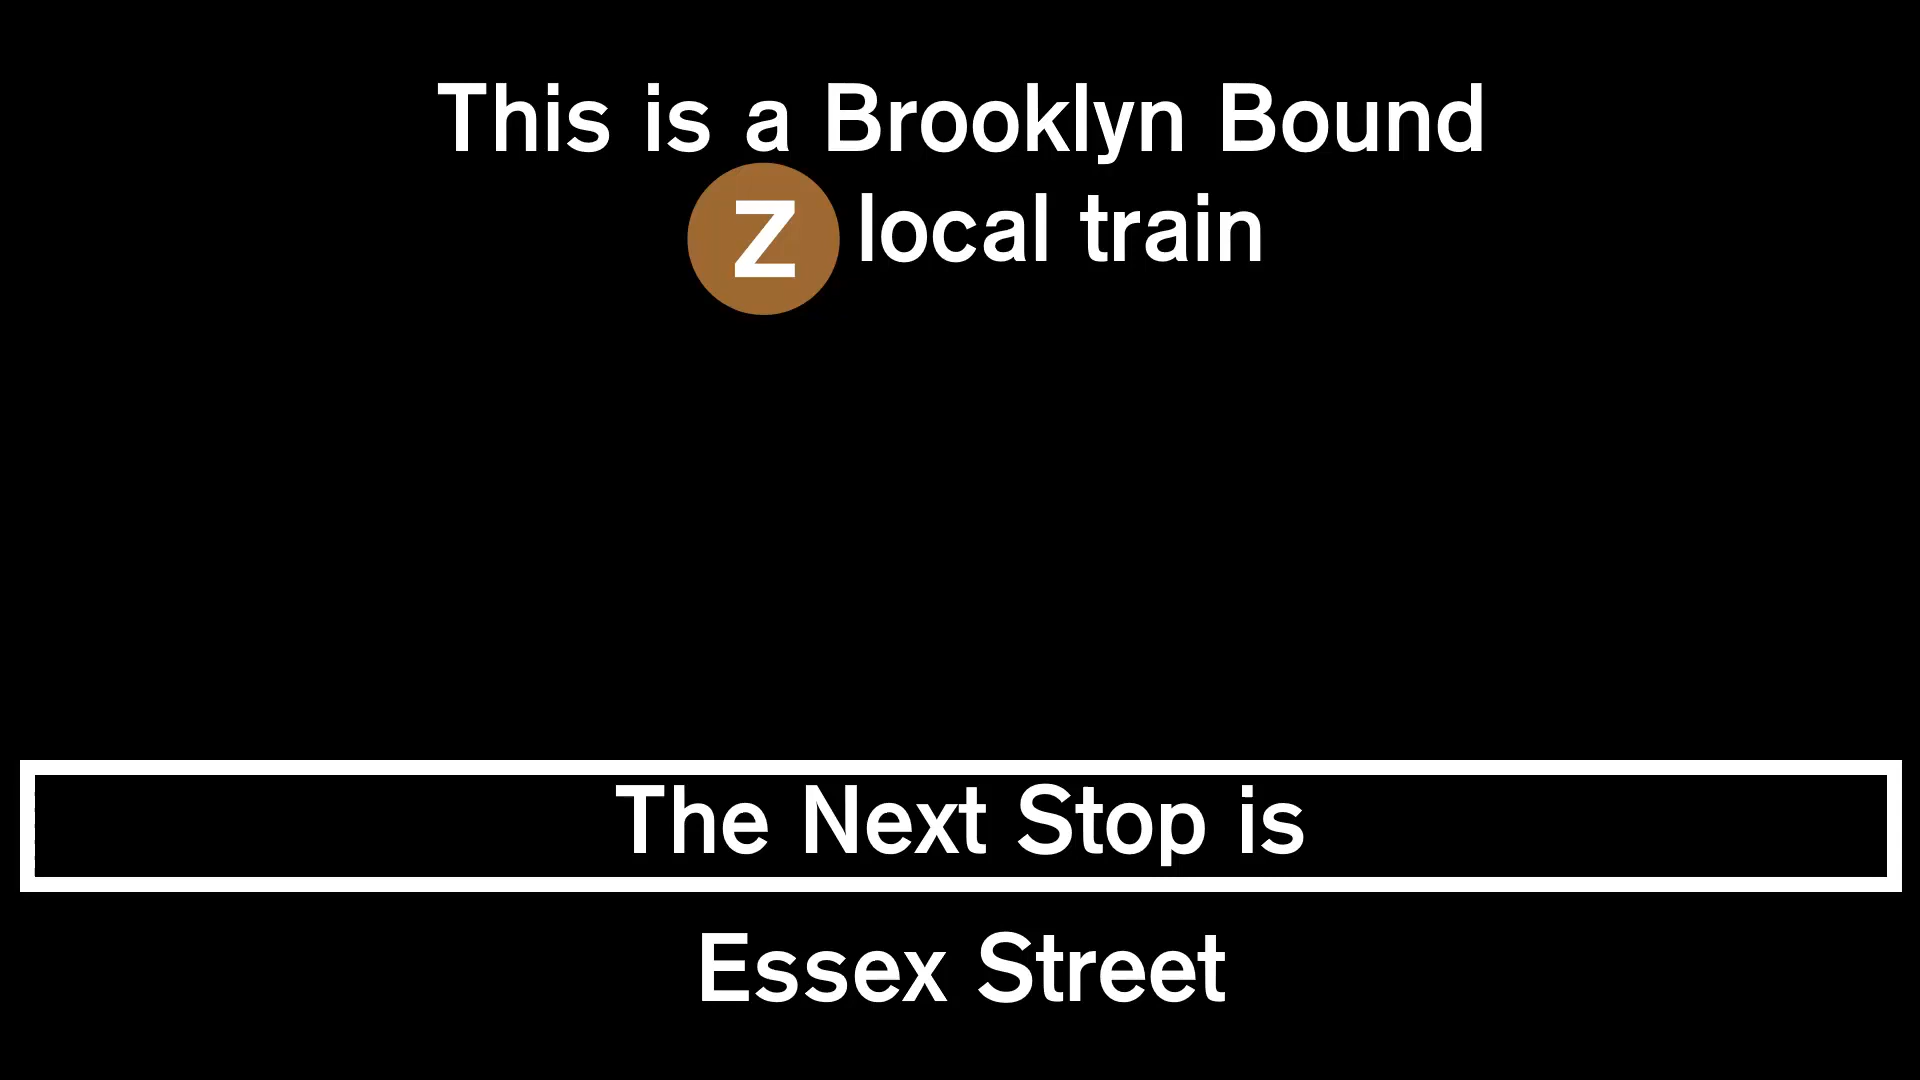 This is a Brooklyn Bound
Z local train
The Next Stop is
Essex Street